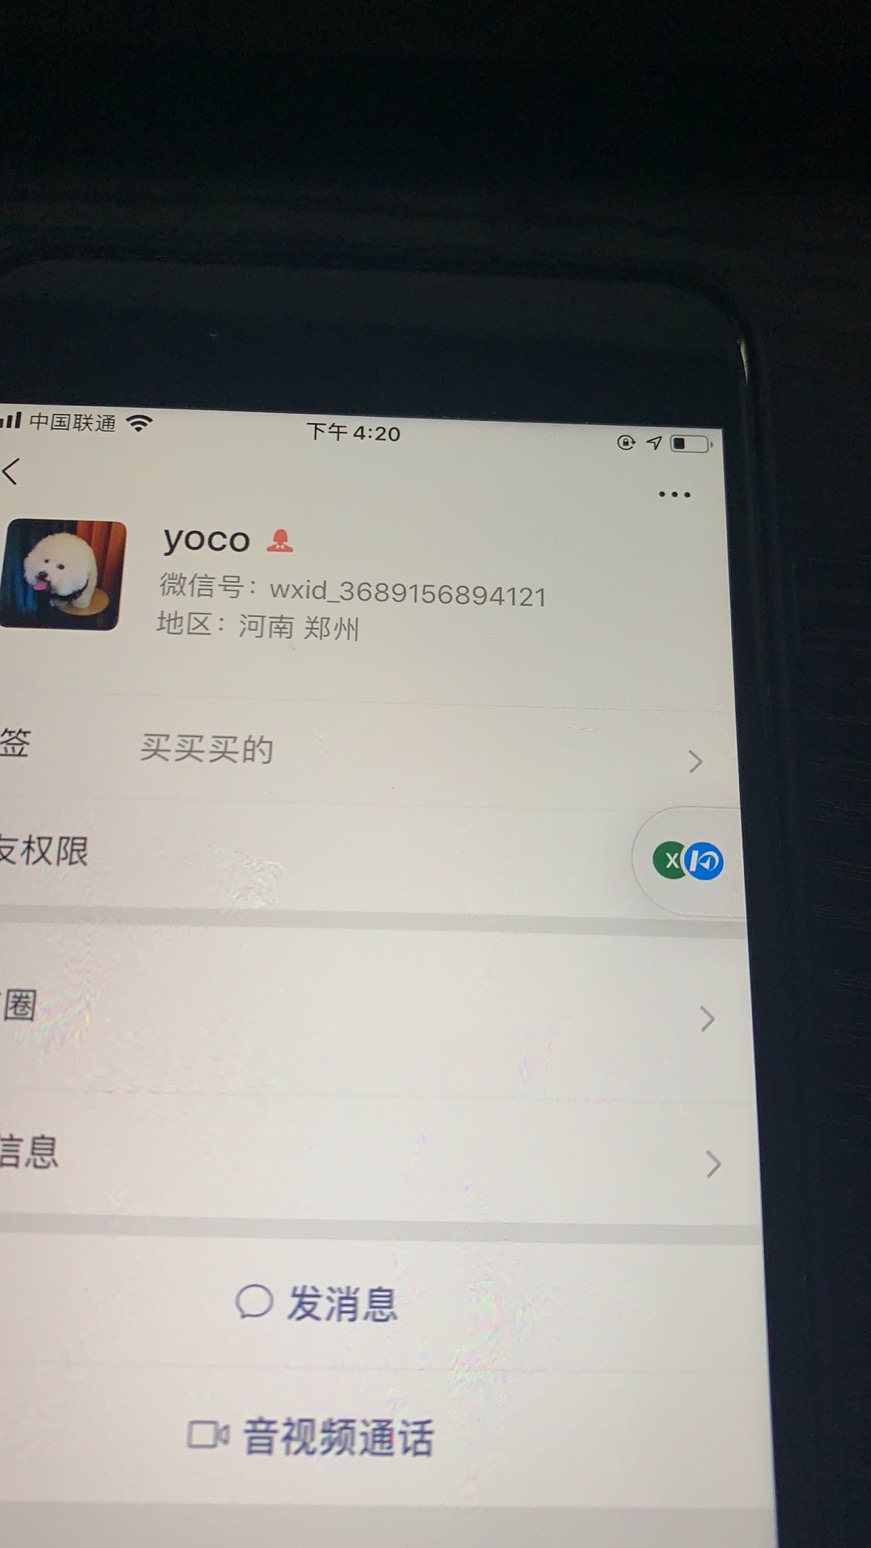 中国联通
下午4:20
yoco
微信号：wxid_3689156894121
地区：河南 郑州
签 买买买的
友权限
X
圈
信息
发消息
音视频通话